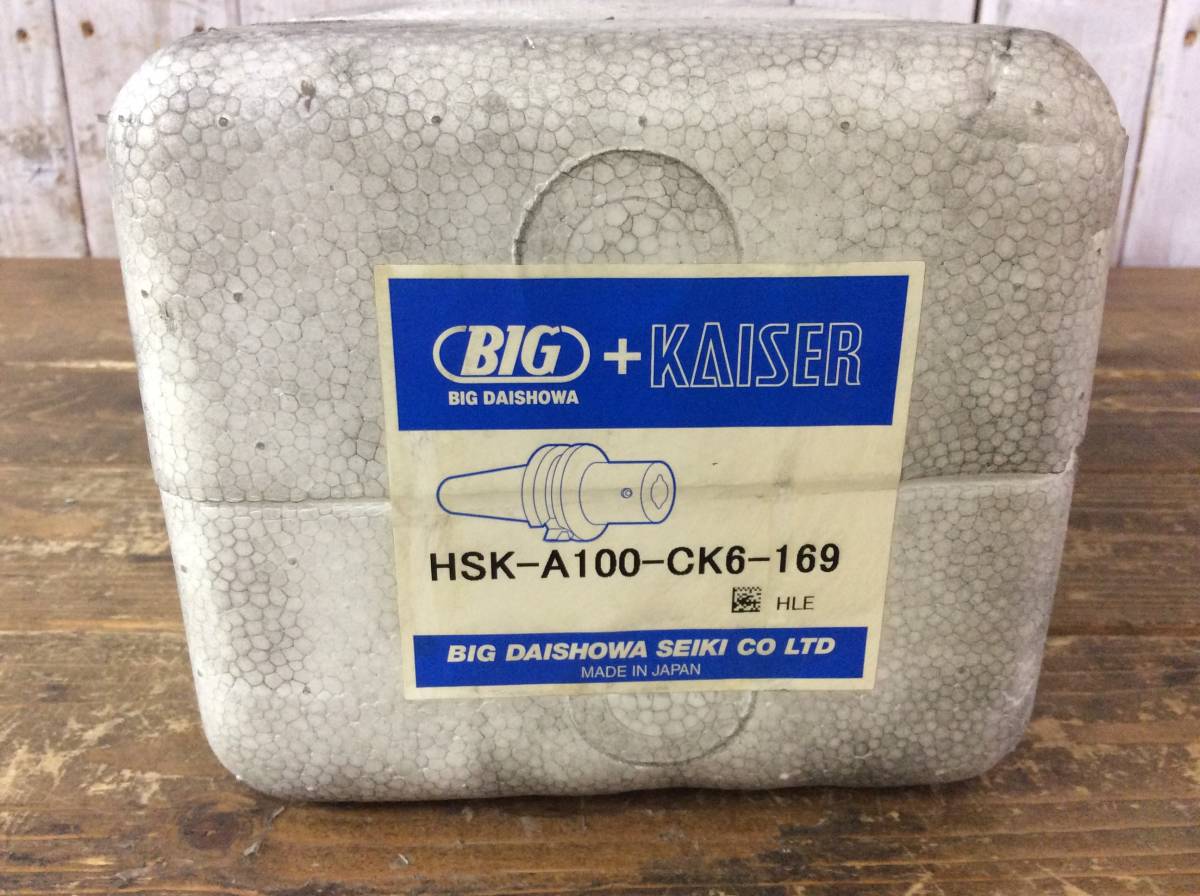 BIG + KAISER
BIG DAISHOWA
HSK-A100-CK6-169
HLE
BIG DAISHOWA SEIKI CO LTD
MADE IN JAPAN